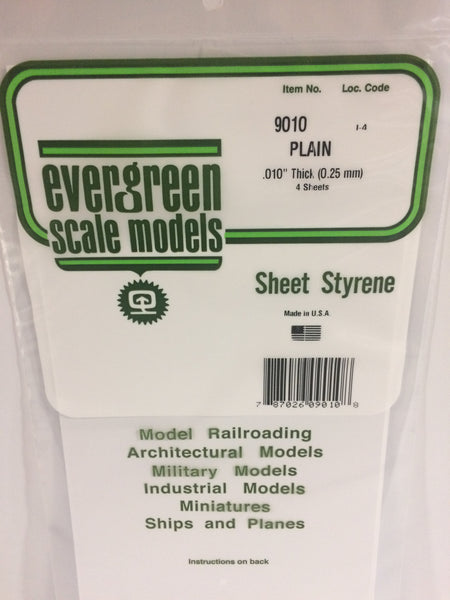 Item No. Loc. Code
9010 I-4
PLAIN
.010" Thick (0.25 mm)
4 Sheets
evergreen
scale models
Sheet Styrene
Made in U.S.A
7 87026 09010 8
Model Railroading
Architectural Models
Military Models
Industrial Models
Miniatures
Ships and Planes
Instructions on back